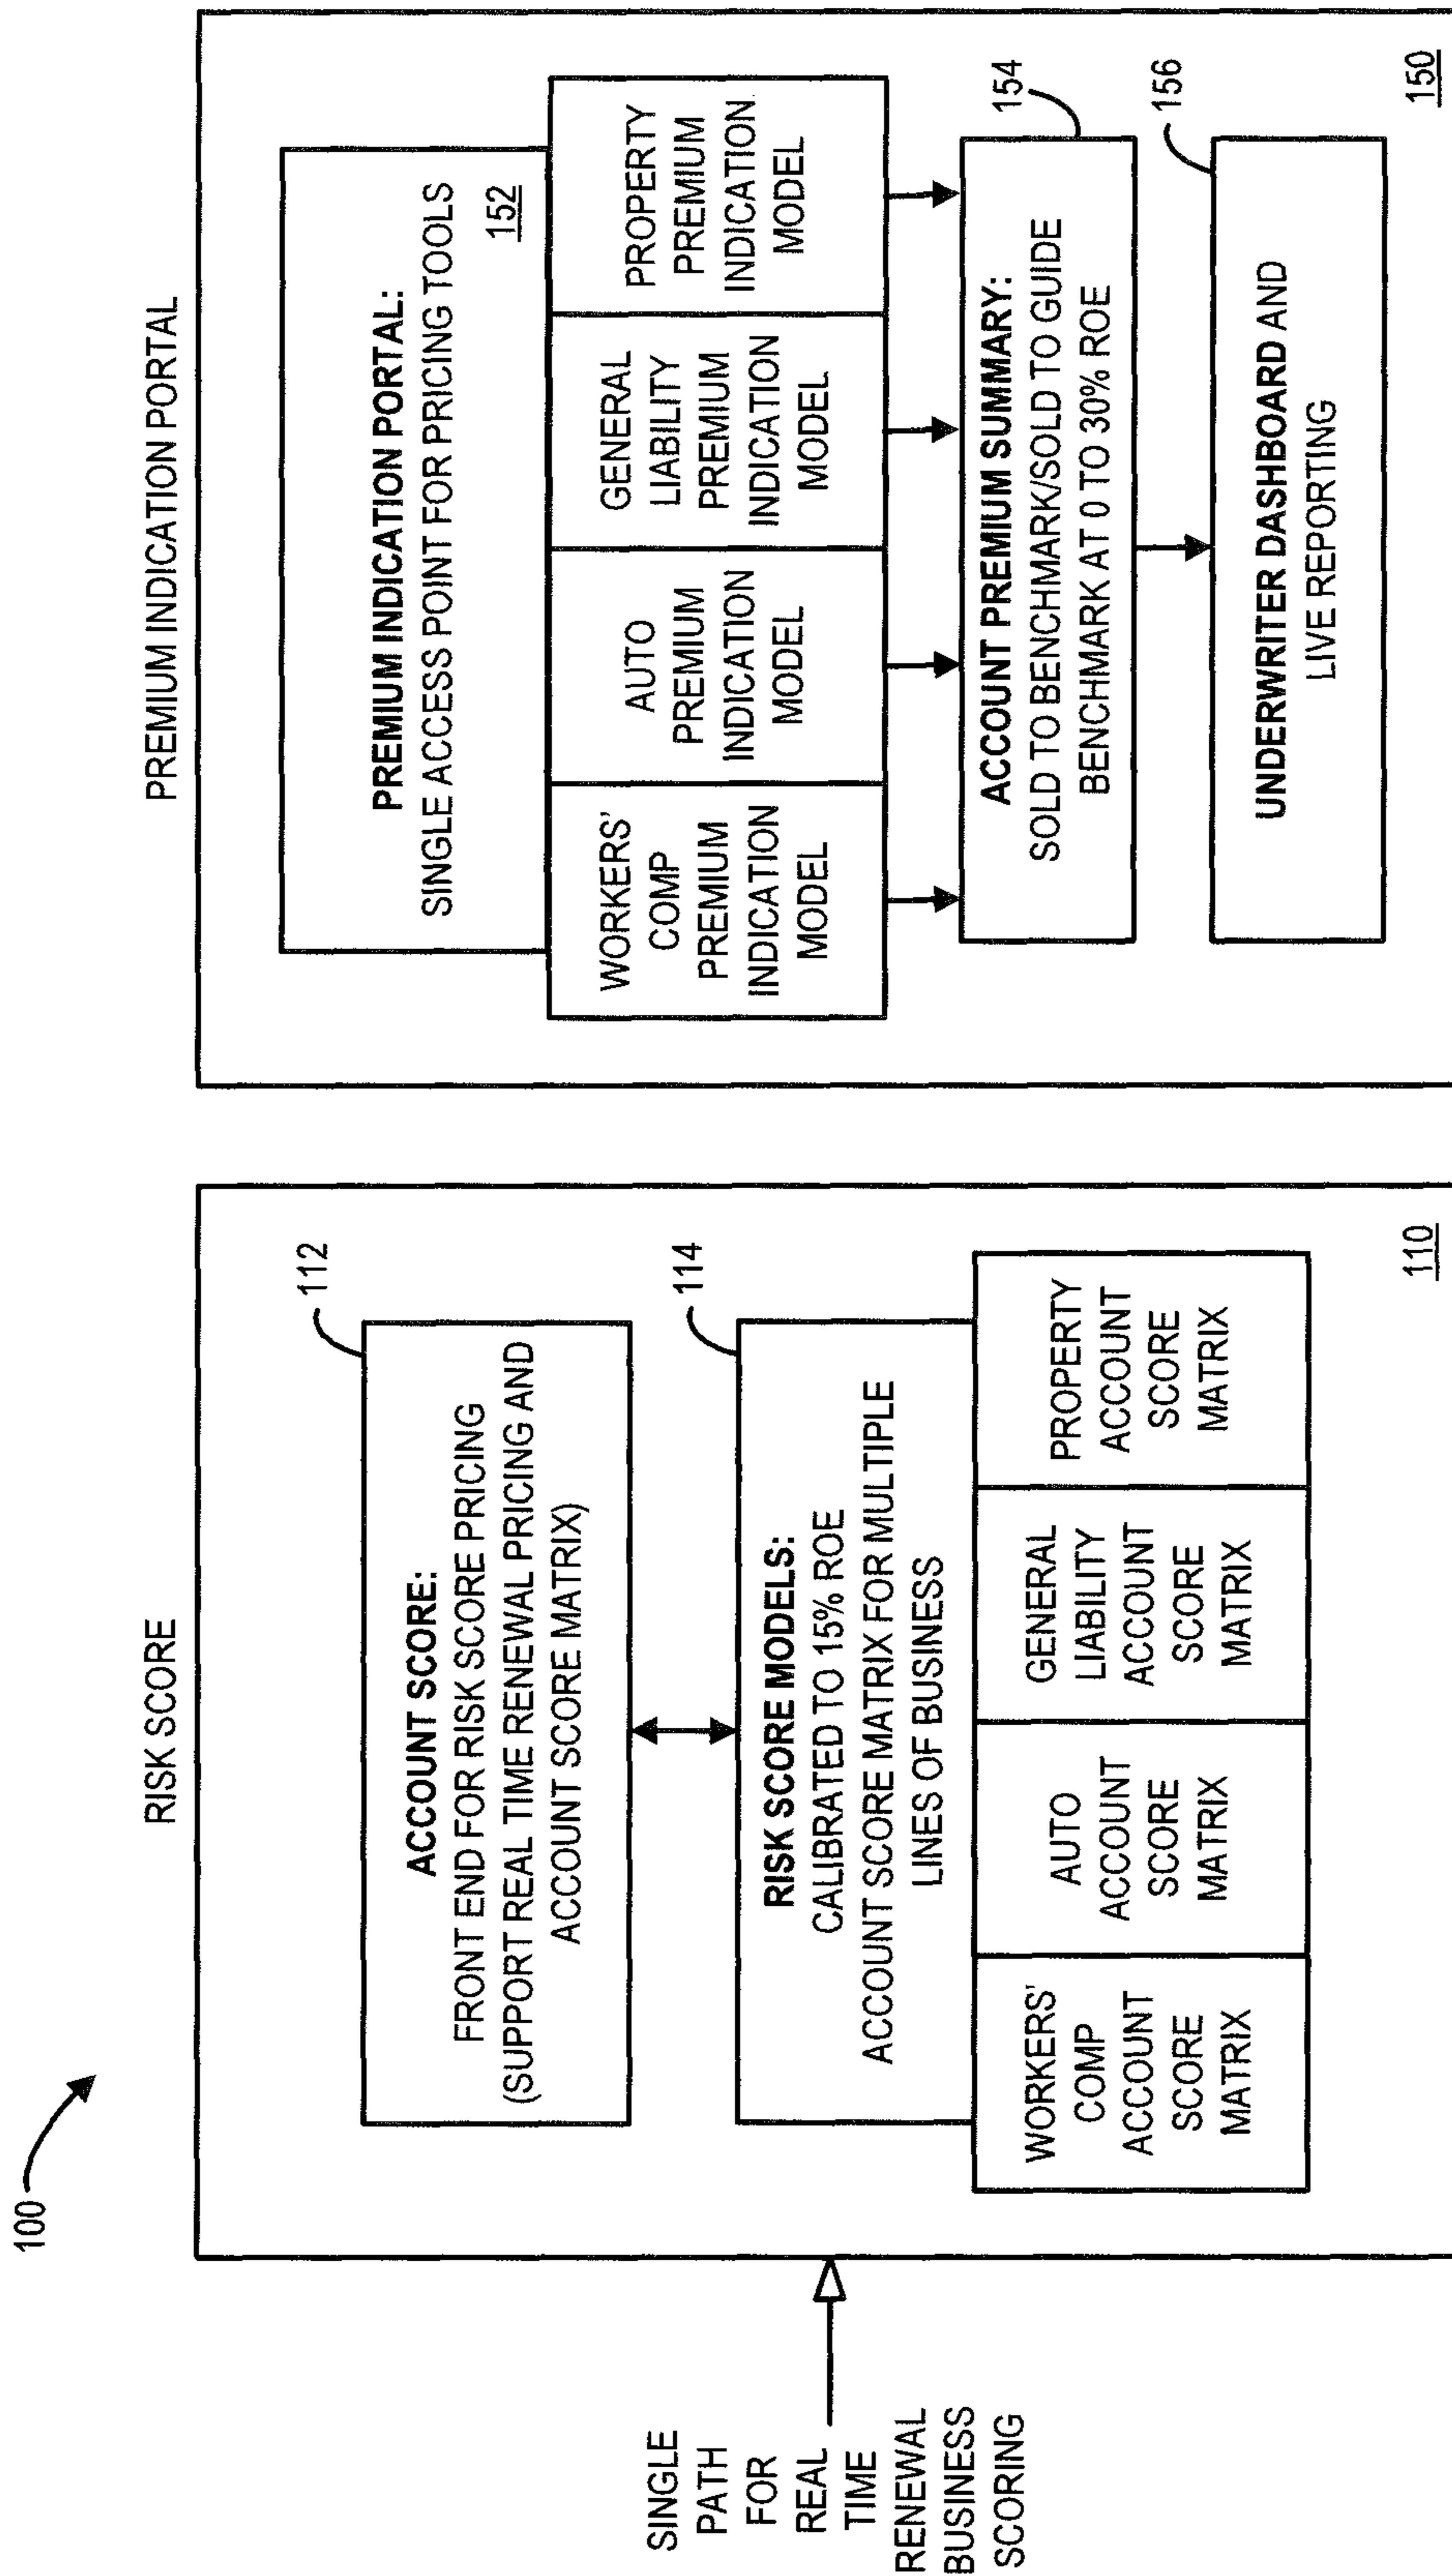 100
RISK SCORE
SINGLE
PATH
FOR
REAL
TIME
RENEWAL
BUSINESS
SCORING
112
ACCOUNT SCORE:
FRONT END FOR RISK SCORE PRICING
(SUPPORT REAL TIME RENEWAL PRICING AND
ACCOUNT SCORE MATRIX)
114
RISK SCORE MODELS:
CALIBRATED TO 15% ROE
ACCOUNT SCORE MATRIX FOR MULTIPLE
LINES OF BUSINESS
WORKERS'
COMP
ACCOUNT
SCORE
MATRIX
AUTO
ACCOUNT
SCORE
MATRIX
GENERAL
LIABILITY
ACCOUNT
SCORE
MATRIX
PROPERTY
ACCOUNT
SCORE
MATRIX
110
PREMIUM INDICATION PORTAL
PREMIUM INDICATION PORTAL:
SINGLE ACCESS POINT FOR PRICING TOOLS
152
WORKERS'
COMP
PREMIUM
INDICATION
MODEL
AUTO
PREMIUM
INDICATION
MODEL
GENERAL
LIABILITY
PREMIUM
INDICATION
MODEL
PROPERTY
PREMIUM
INDICATION
MODEL
154
ACCOUNT PREMIUM SUMMARY:
SOLD TO BENCHMARK/SOLD TO GUIDE
BENCHMARK AT 0 TO 30% ROE
156
UNDERWRITER DASHBOARD AND
LIVE REPORTING
150